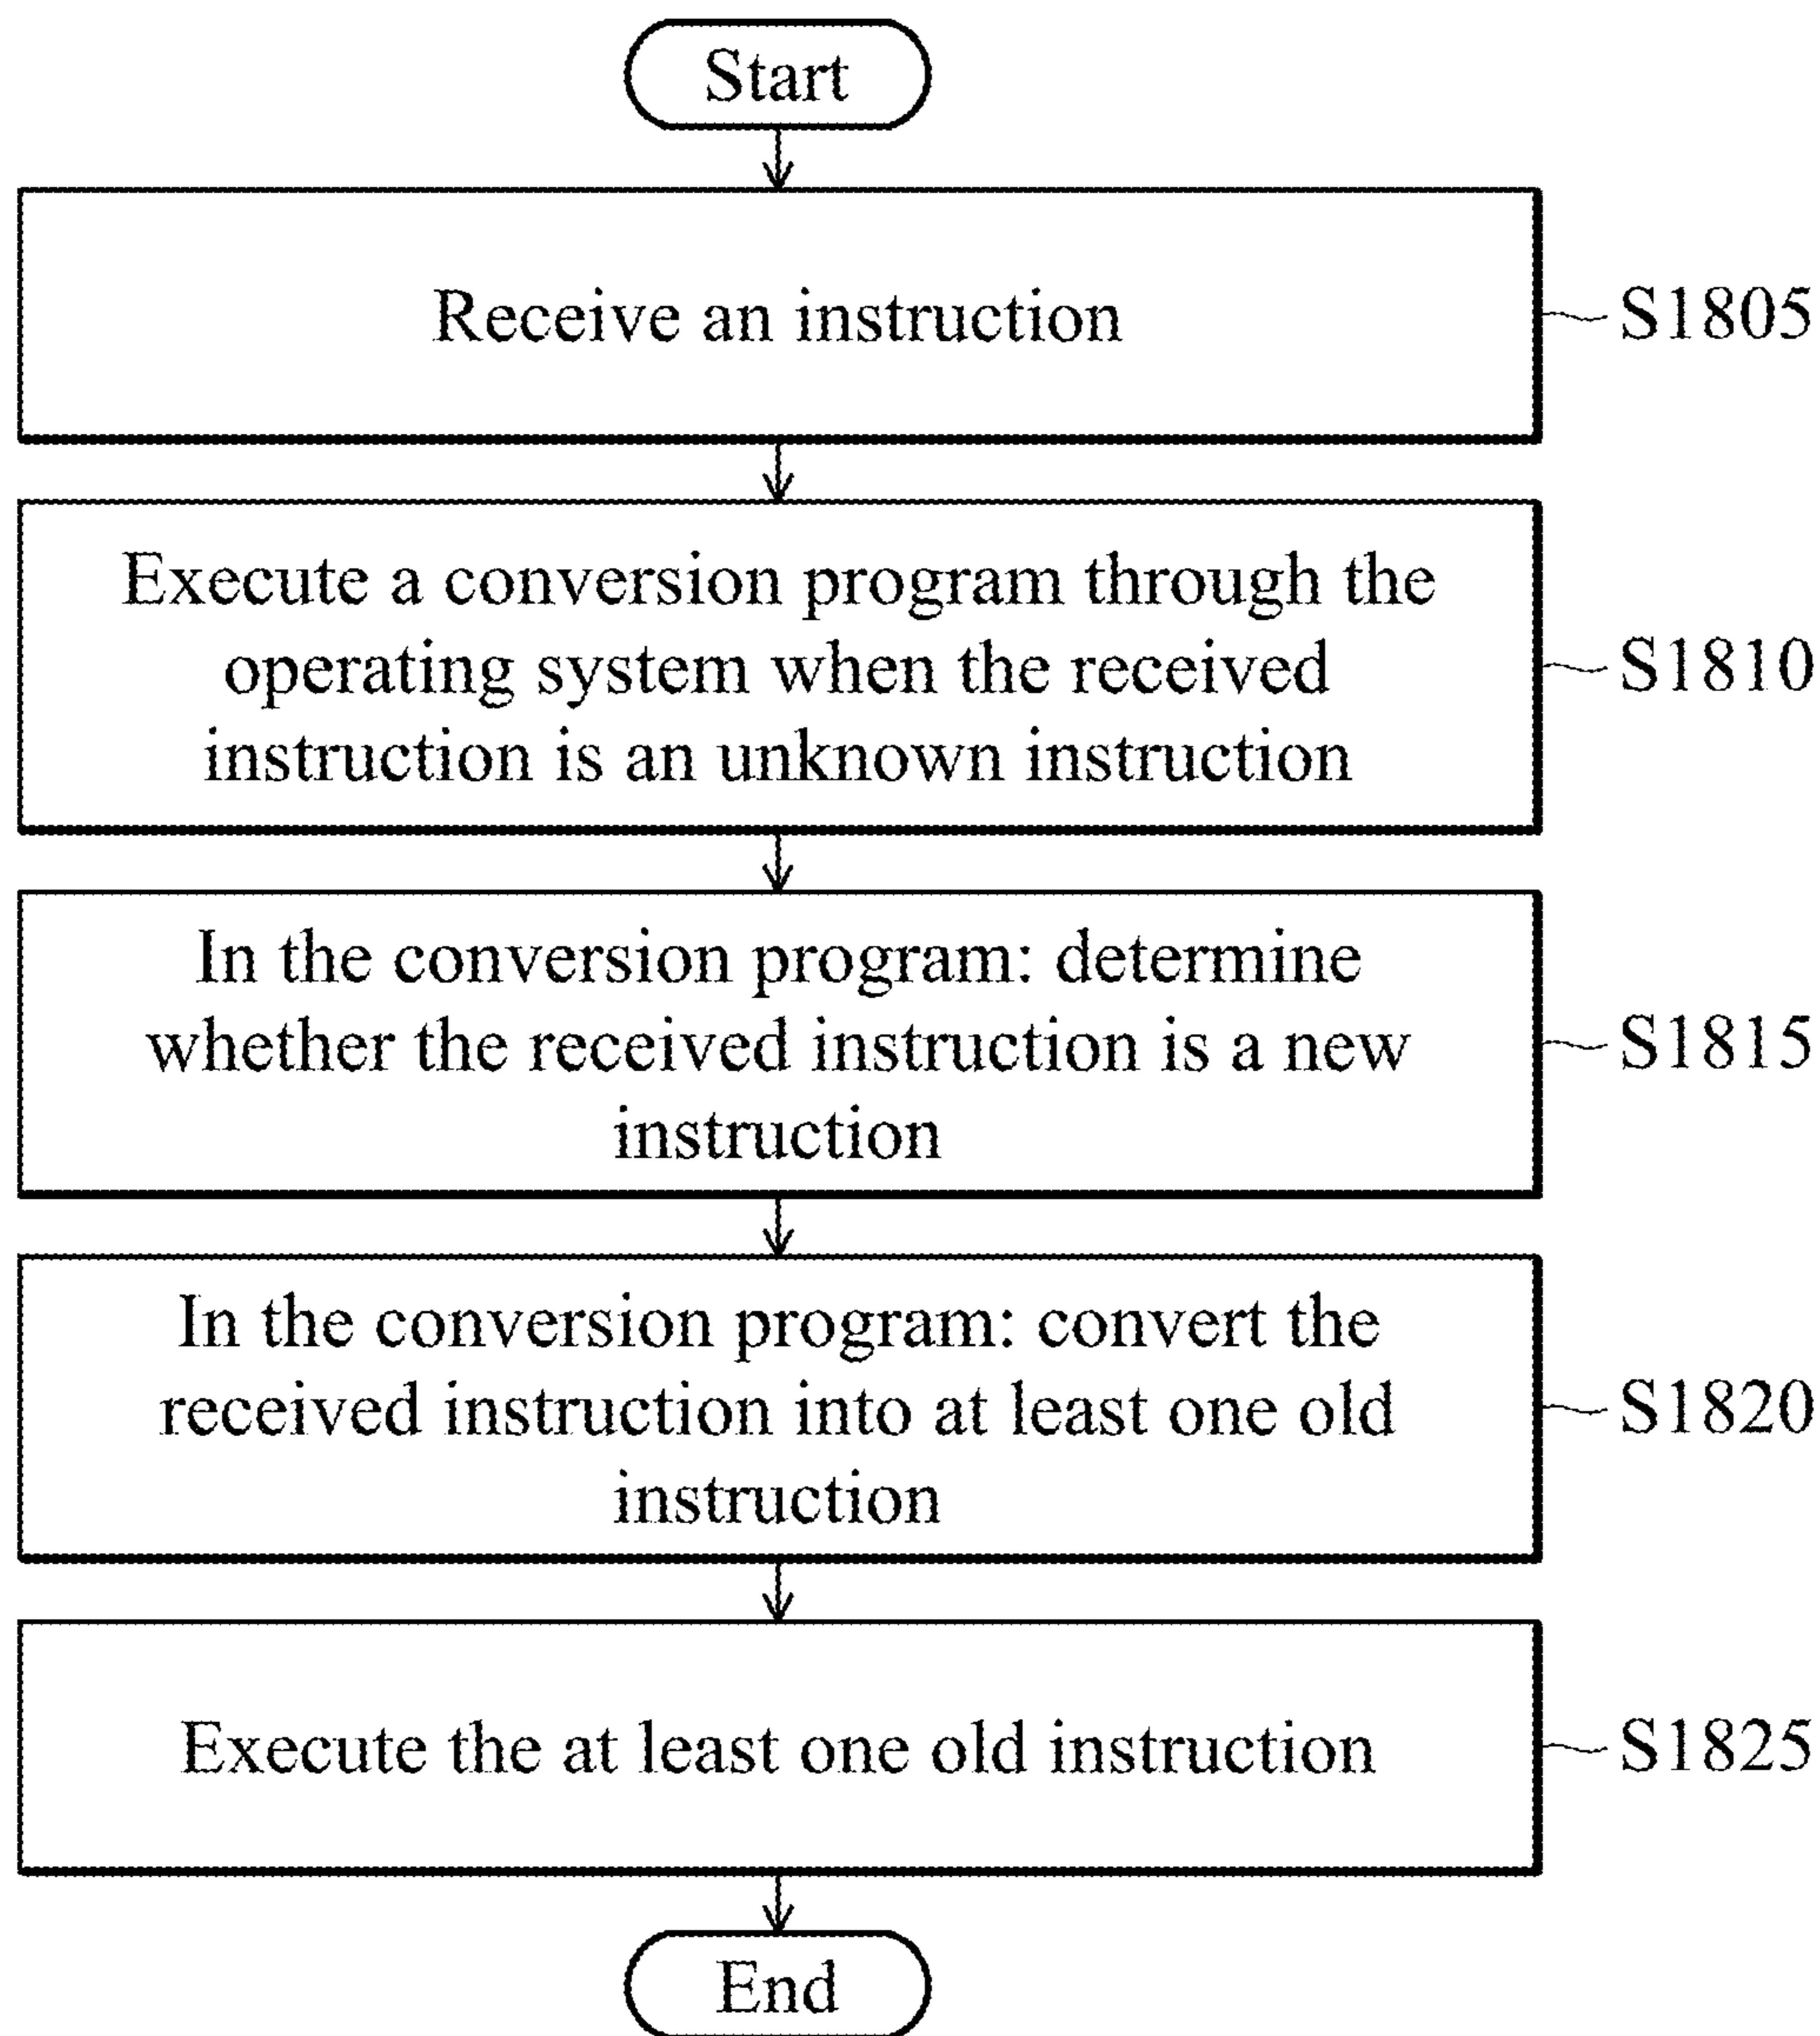 Start
Receive an instruction
S1805
Execute a conversion program through the
operating system when the received
instruction is an unknown instruction
S1810
In the conversion program: determine
whether the received instruction is a new
instruction
S1815
In the conversion program: convert the
received instruction into at least one old
instruction
S1820
Execute the at least one old instruction
S1825
End